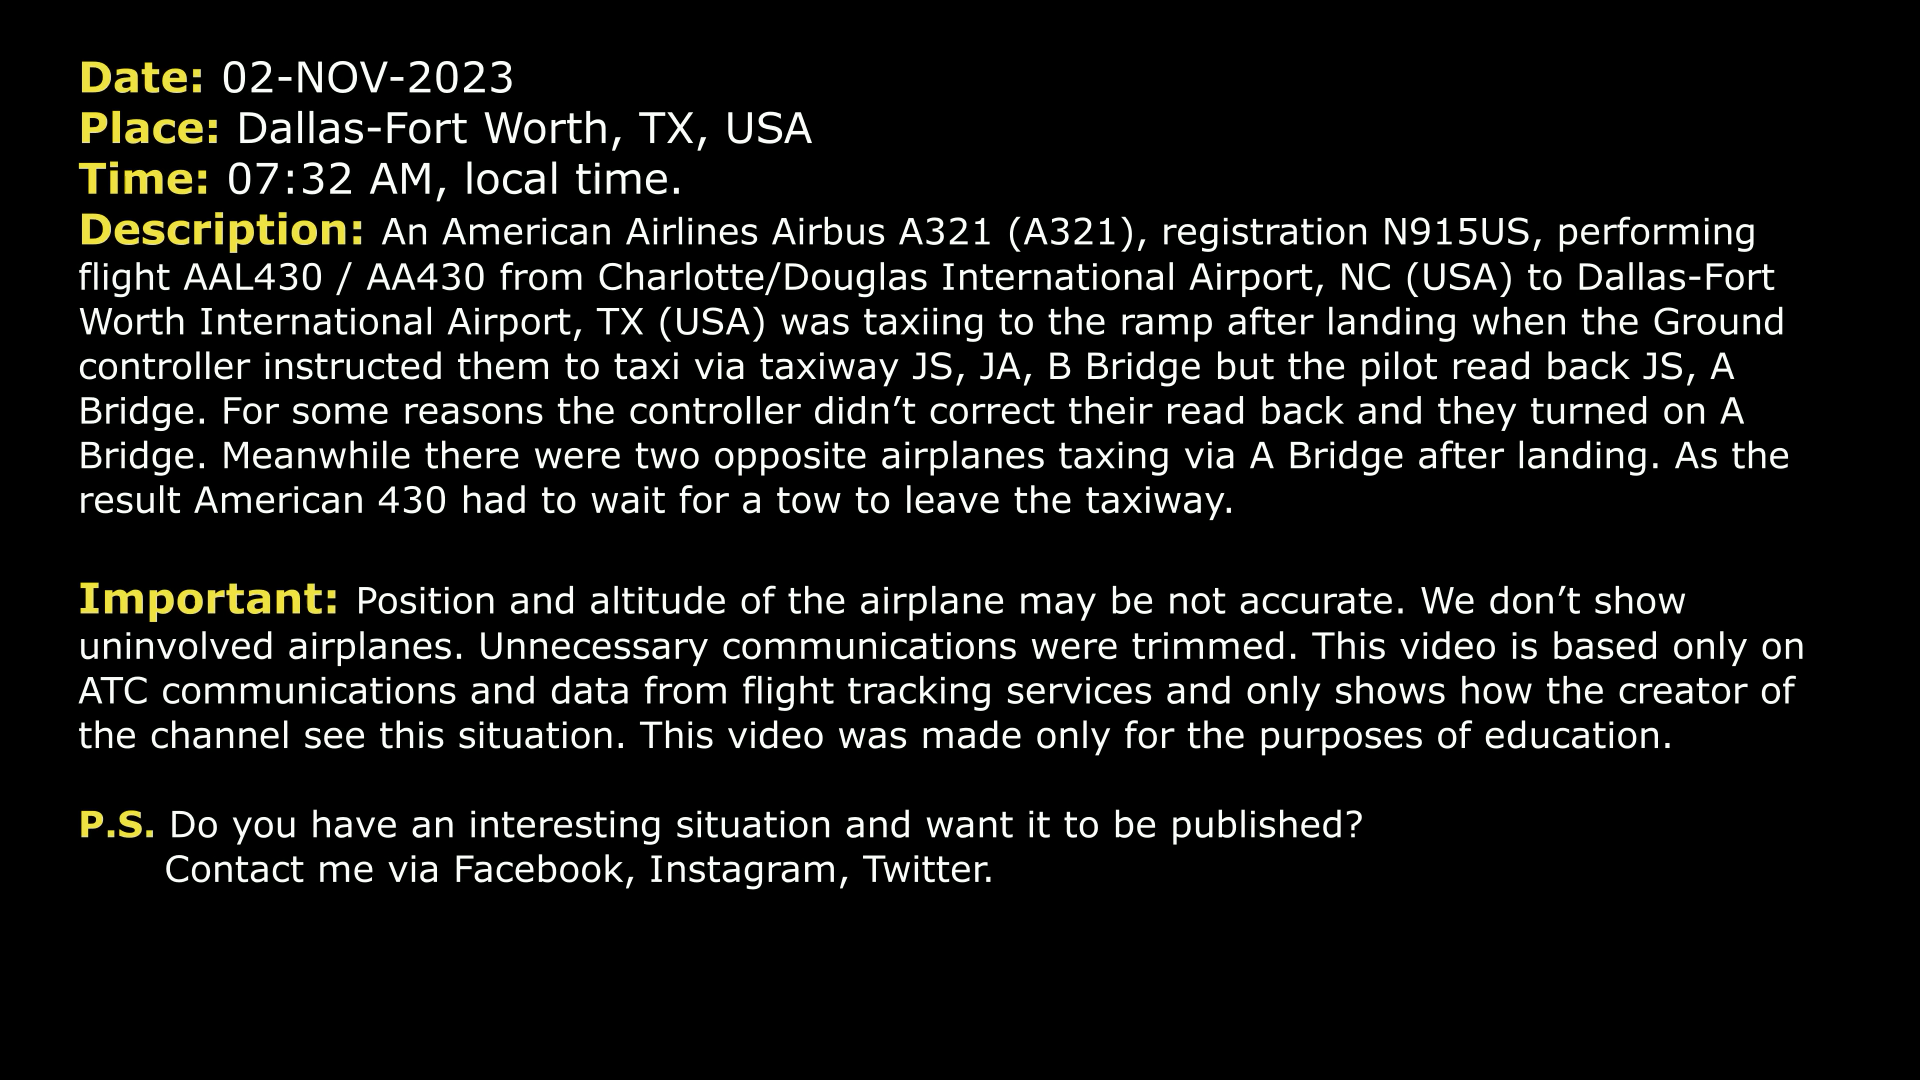 Date: 02-NOV-2023
Place: Dallas-Fort Worth, TX, USA
Time: 07:32 AM, local time.
Description: An American Airlines Airbus A321 (A321), registration N915US, performing
flight AAL430 / AA430 from Charlotte/Douglas International Airport, NC (USA) to Dallas-Fort
Worth International Airport, TX (USA) was taxiing to the ramp after landing when the Ground
controller instructed them to taxi via taxiway JS, JA, B Bridge but the pilot read back JS, A
Bridge. For some reasons the controller didn’t correct their read back and they turned on A
Bridge. Meanwhile there were two opposite airplanes taxing via A Bridge after landing. As the
result American 430 had to wait for a tow to leave the taxiway.
Important: Position and altitude of the airplane may be not accurate. We don’t show
uninvolved airplanes. Unnecessary communications were trimmed. This video is based only on
ATC communications and data from flight tracking services and only shows how the creator of
the channel see this situation. This video was made only for the purposes of education.
P.S. Do you have an interesting situation and want it to be published?
Contact me via Facebook, Instagram, Twitter.